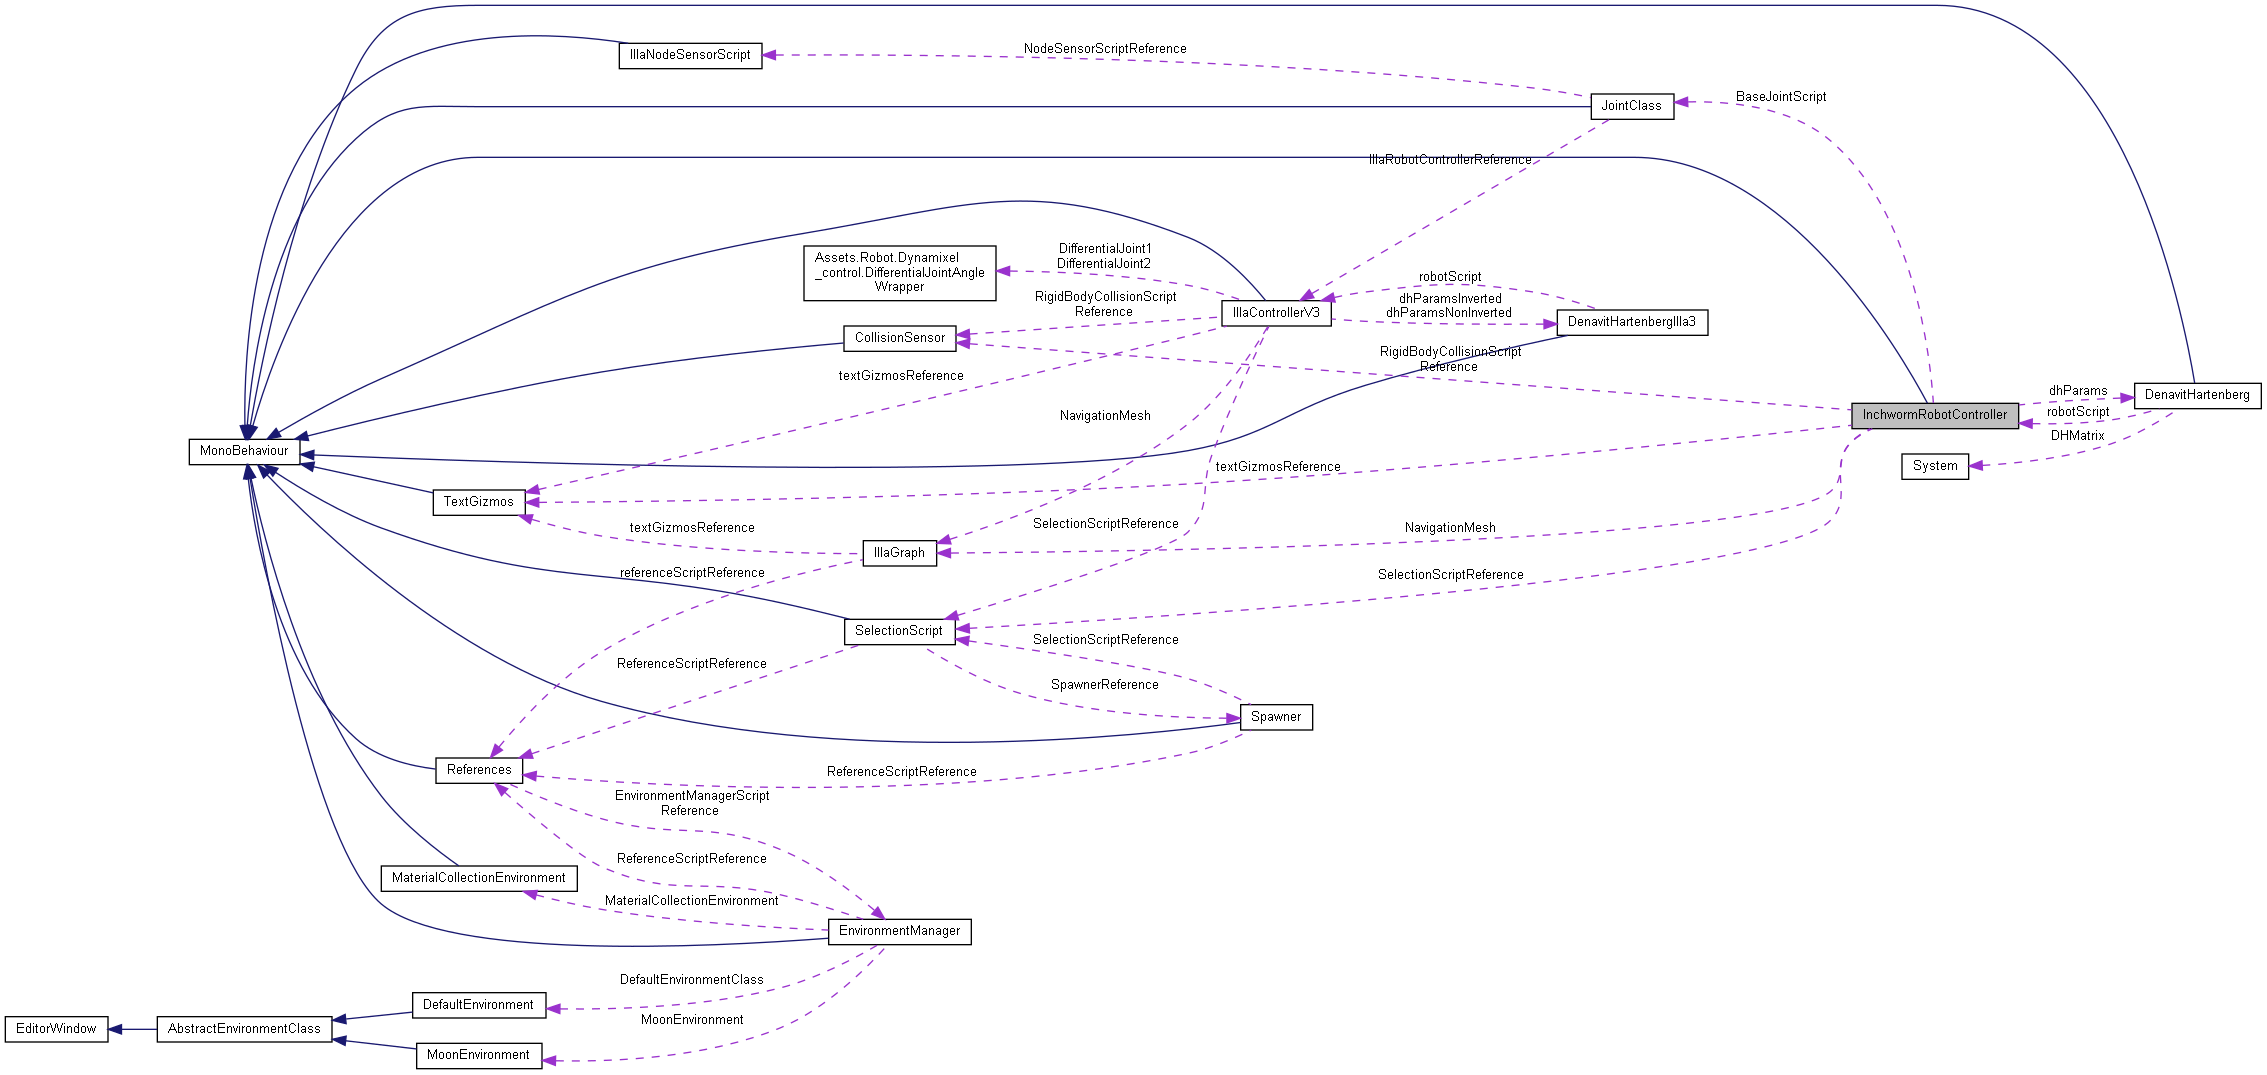 NodeSensorScriptReference
IllaNodeSensorScript
BaseJointScript
JointClass
IllaRobotControllerReference
DifferentialJoint1
DifferentialJoint2
Assets.Robot.Dynamixel
_control.DifferentialJointAngle
Wrapper
robotScript
RigidBodyCollisionScript
Reference
dhParamsInverted
dhParamsNonInverted
IllaControllerV3
DenavitHartenbergIlla3
CollisionSensor
RigidBodyCollisionScript
Reference
textGizmosReference
dhParams
DenavitHartenberg
NavigationMesh
InchwormRobotController
robotScript
DHMatrix
MonoBehaviour
textGizmosReference
System
TextGizmos
textGizmosReference
SelectionScriptReference
NavigationMesh
IllaGraph
referenceScriptReference
SelectionScriptReference
SelectionScript
SelectionScriptReference
ReferenceScriptReference
SpawnerReference
Spawner
References
ReferenceScriptReference
EnvironmentManagerScript
Reference
ReferenceScriptReference
MaterialCollectionEnvironment
MaterialCollectionEnvironment
EnvironmentManager
DefaultEnvironmentClass
DefaultEnvironment
MoonEnvironment
EditorWindow
AbstractEnvironmentClass
MoonEnvironment